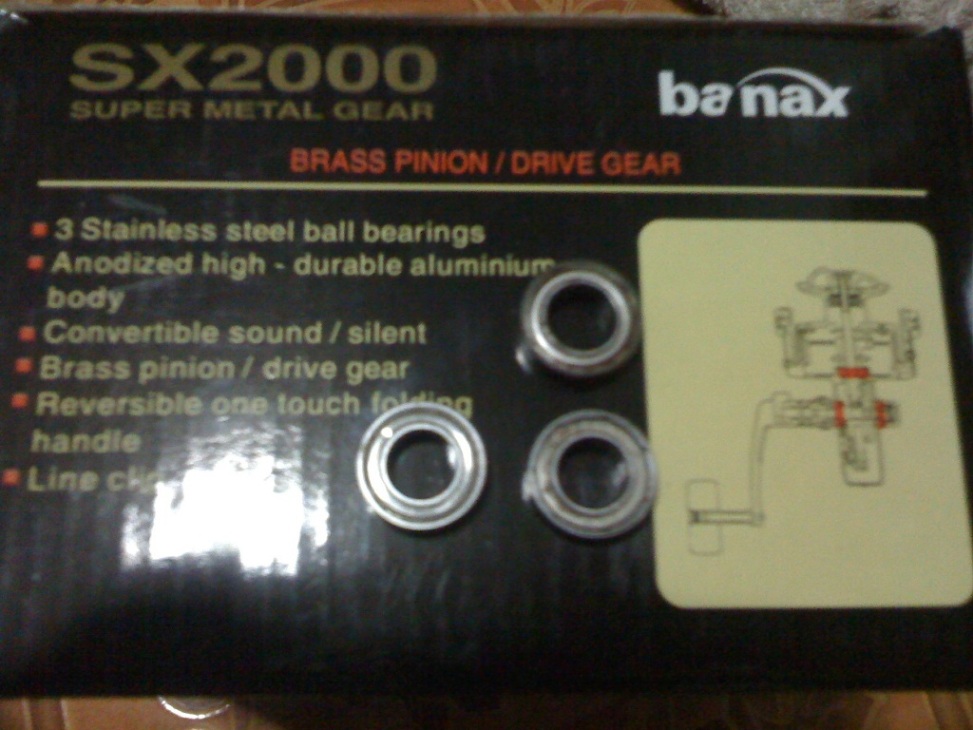 SX2000
SUPER METAL GEAR
banax
BRASS PINION / DRIVE GEAR
3 Stainless steel ball bearings
Anodized high - durable aluminium
body
Convertible sound / silent
Brass pinion / drive gear
Reversible one touch folding
handle
Line